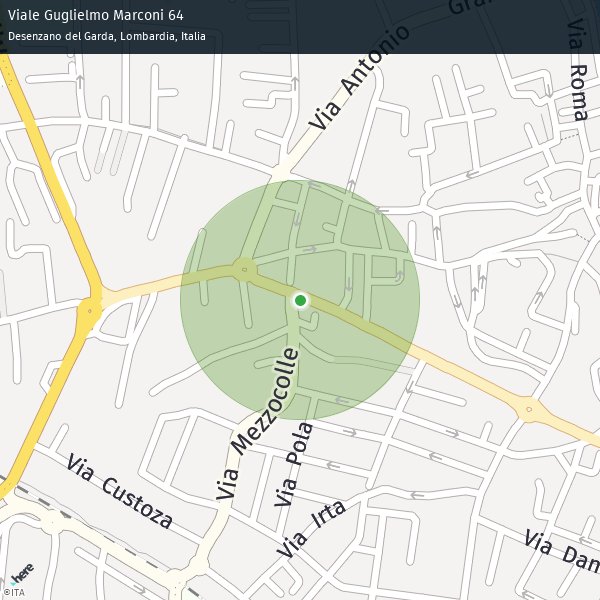 Viale Guglielmo Marconi 64
Desenzano del Garda, Lombardia, Italia
Via Antonio Gra
Via Roma
Via Mezzocolle
Via Pola
Via Custoza
Via Irta
Via Dan
here
©ITA